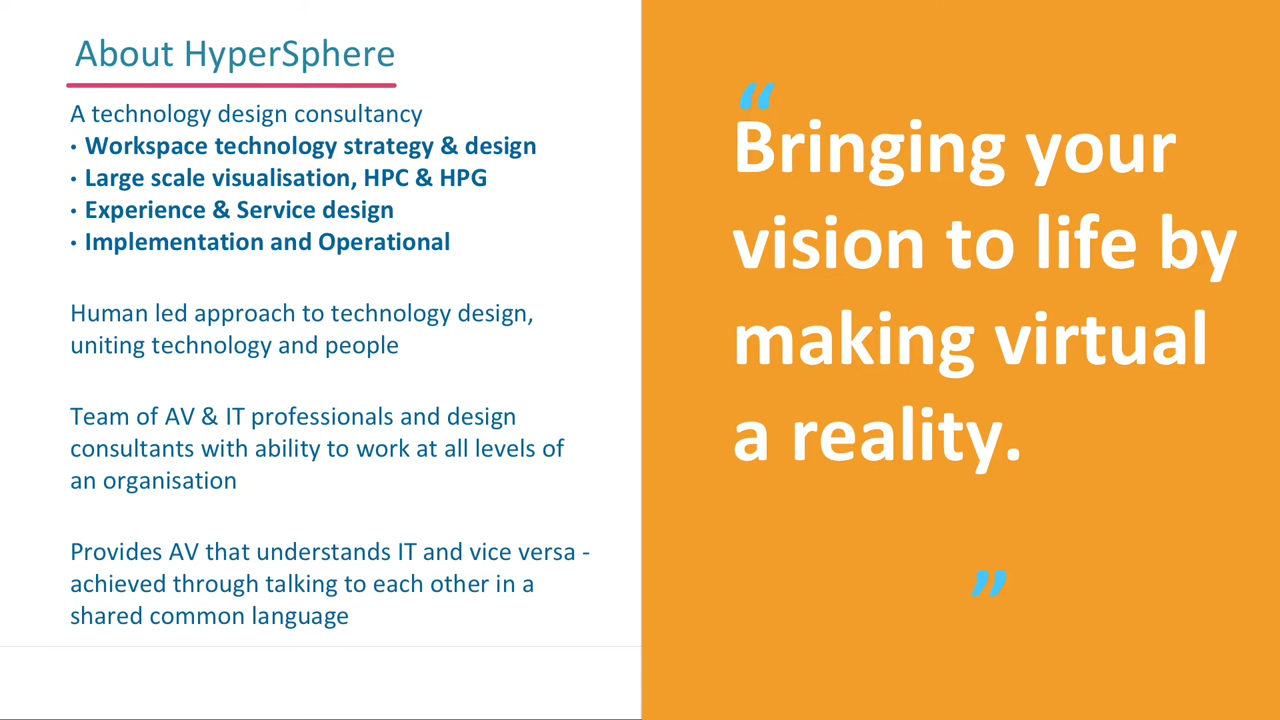 About HyperSphere
A technology design consultancy
• Workspace technology strategy & design
• Large scale visualisation, HPC & HPG
• Experience & Service design
• Implementation and Operational
Human led approach to technology design,
uniting technology and people
Team of AV & IT professionals and design
consultants with ability to work at all levels of
an organisation
Provides AV that understands IT and vice versa -
achieved through talking to each other in a
shared common language
“
Bringing your
vision to life by
making virtual
a reality.
”